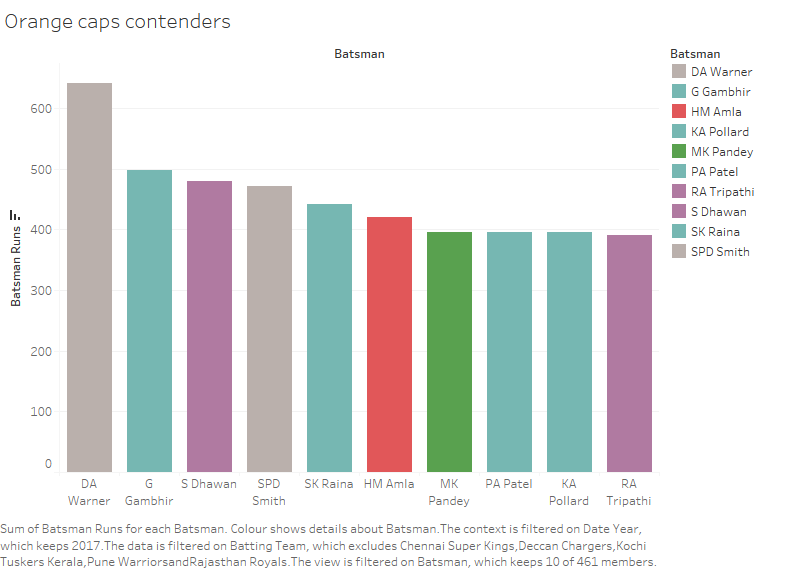 Orange caps contenders
Batsman
Batsman
DA Warner
G Gambhir
HM Amla
KA Pollard
MK Pandey
PA Patel
RA Tripathi
S Dhawan
SK Raina
SPD Smith
Batsman Runs
600
500
400
300
200
100
0
DA Warner
G Gambhir
S Dhawan
SPD Smith
SK Raina
HM Amla
MK Pandey
PA Patel
KA Pollard
RA Tripathi
Sum of Batsman Runs for each Batsman. Colour shows details about Batsman.The context is filtered on Date Year,
which keeps 2017.The data is filtered on Batting Team, which excludes Chennai Super Kings,Deccan Chargers,Kochi
Tuskers Kerala,Pune WarriorsandRajasthan Royals.The view is filtered on Batsman, which keeps 10 of 461 members.